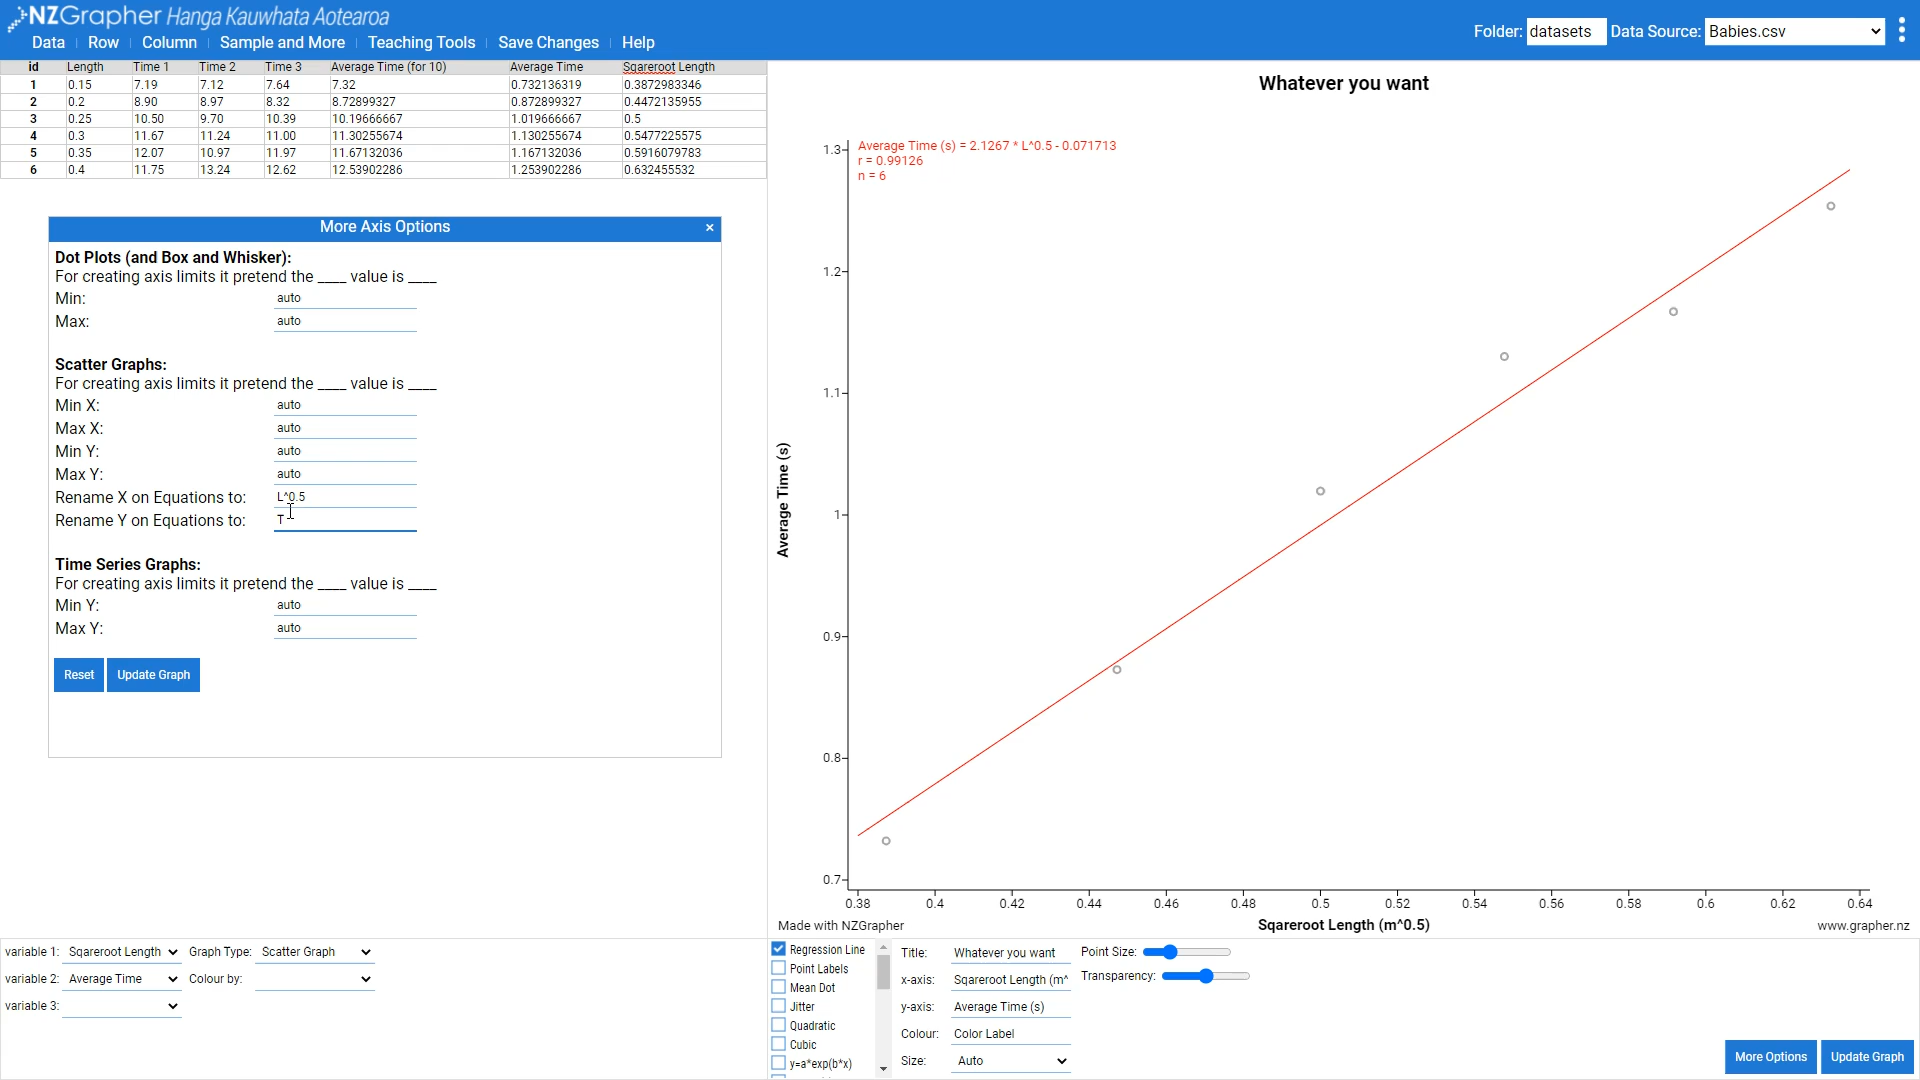 NZGrapher Hanga Kauwhata Aotearoa
Folder: datasets Data Source: Babies.csv
Data Row Column Sample and More Teaching Tools Save Changes Help
id Length Time 1 Time 2 Time 3 Average Time (for 10) Average Time Sqareroot Length
1 0.15 7.19 7.12 7.64 7.32 0.732136319 0.3872983346
2 0.2 8.90 8.97 8.32 8.72899327 0.872899327 0.4472135955
3 0.25 10.50 9.70 10.39 10.19666667 1.019666667 0.5
4 0.3 11.67 11.24 11.00 11.30255674 1.130255674 0.5477225575
5 0.35 12.07 10.97 11.97 11.67132036 1.167132036 0.5916079783
6 0.4 11.75 13.24 12.62 12.53902286 1.253902286 0.632455532
More Axis Options ×
Dot Plots (and Box and Whisker):
For creating axis limits it pretend the ____ value is ____
Min: auto
Max: auto
Scatter Graphs:
For creating axis limits it pretend the ____ value is ____
Min X: auto
Max X: auto
Min Y: auto
Max Y: auto
Rename X on Equations to: L^0.5
Rename Y on Equations to: T
Time Series Graphs:
For creating axis limits it pretend the ____ value is ____
Min Y: auto
Max Y: auto
Reset Update Graph
Whatever you want
Average Time (s) = 2.1267 * L^0.5 - 0.071713
r = 0.99126
n = 6
1.3
1.2
1.1
1
0.9
0.8
0.7
Average Time (s)
0.38 0.4 0.42 0.44 0.46 0.48 0.5 0.52 0.54 0.56 0.58 0.6 0.62 0.64
Made with NZGrapher Sqareroot Length (m^0.5) www.grapher.nz
variable 1: Sqareroot Length Graph Type: Scatter Graph
variable 2: Average Time Colour by:
variable 3:
Regression Line
Point Labels
Mean Dot
Jitter
Quadratic
Cubic
y=a*exp(b*x)
Title: Whatever you want Point Size:
x-axis: Sqareroot Length (m^ Transparency:
y-axis: Average Time (s)
Colour: Color Label
Size: Auto
More Options Update Graph